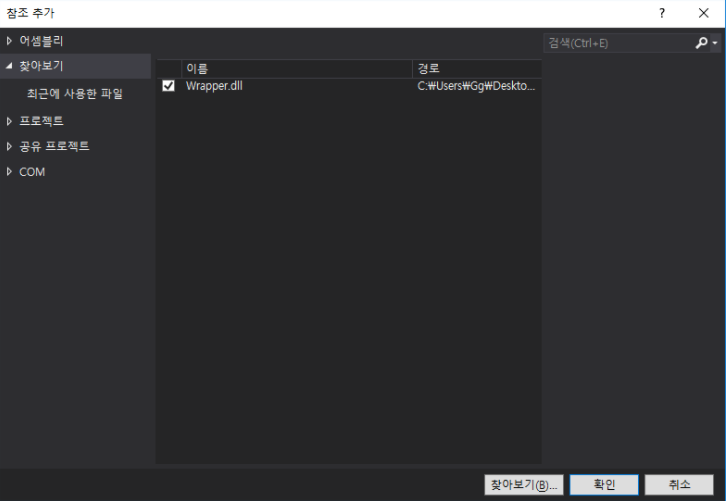 참조 추가
어셈블리
찾아보기
최근에 사용한 파일
프로젝트
공유 프로젝트
COM
이름 경로
Wrapper.dll C:₩Users₩Gg₩Deskto...
검색(Ctrl+E)
찾아보기(B)... 확인 취소